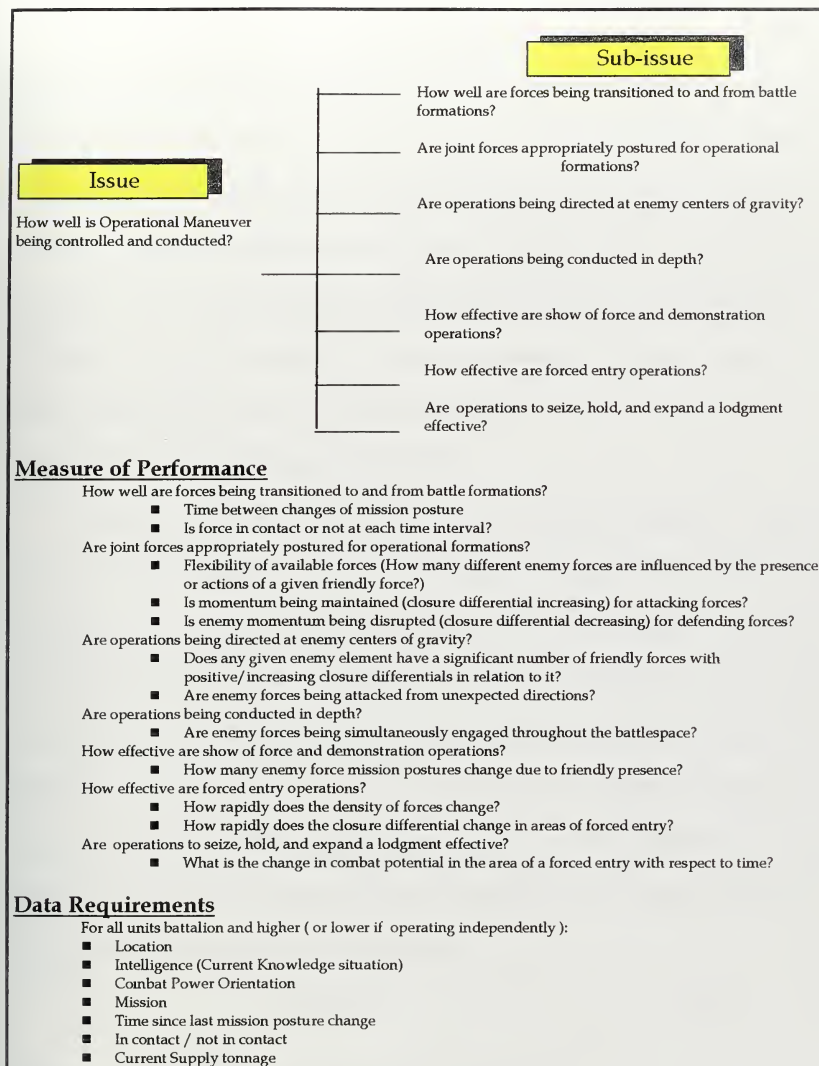 Sub-issue
How well are forces being transitioned to and from battle
formations?
Are joint forces appropriately postured for operational
formations?
Issue
Are operations being directed at enemy centers of gravity?
How well is Operational Maneuver
being controlled and conducted?
Are operations being conducted in depth?
How effective are show of force and demonstration
operations?
How effective are forced entry operations?
Are operations to seize, hold, and expand a lodgment
effective?
Measure of Performance
How well are forces being transitioned to and from battle formations?
■ Time between changes of mission posture
■ Is force in contact or not at each time interval?
Are joint forces appropriately postured for operational formations?
■ Flexibility of available forces (How many different enemy forces are influenced by the presence
or actions of a given friendly force?)
■ Is momentum being maintained (closure differential increasing) for attacking forces?
■ Is enemy momentum being disrupted (closure differential decreasing) for defending forces?
Are operations being directed at enemy centers of gravity?
■ Does any given enemy element have a significant number of friendly forces with
positive/increasing closure differentials in relation to it?
■ Are enemy forces being attacked from unexpected directions?
Are operations being conducted in depth?
■ Are enemy forces being simultaneously engaged throughout the battlespace?
How effective are show of force and demonstration operations?
■ How many enemy force mission postures change due to friendly presence?
How effective are forced entry operations?
■ How rapidly does the density of forces change?
■ How rapidly does the closure differential change in areas of forced entry?
Are operations to seize, hold, and expand a lodgment effective?
■ What is the change in combat potential in the area of a forced entry with respect to time?
Data Requirements
For all units battalion and higher ( or lower if operating independently ):
■ Location
■ Intelligence (Current Knowledge situation)
■ Combat Power Orientation
■ Mission
■ Time since last mission posture change
■ In contact / not in contact
■ Current Supply tonnage